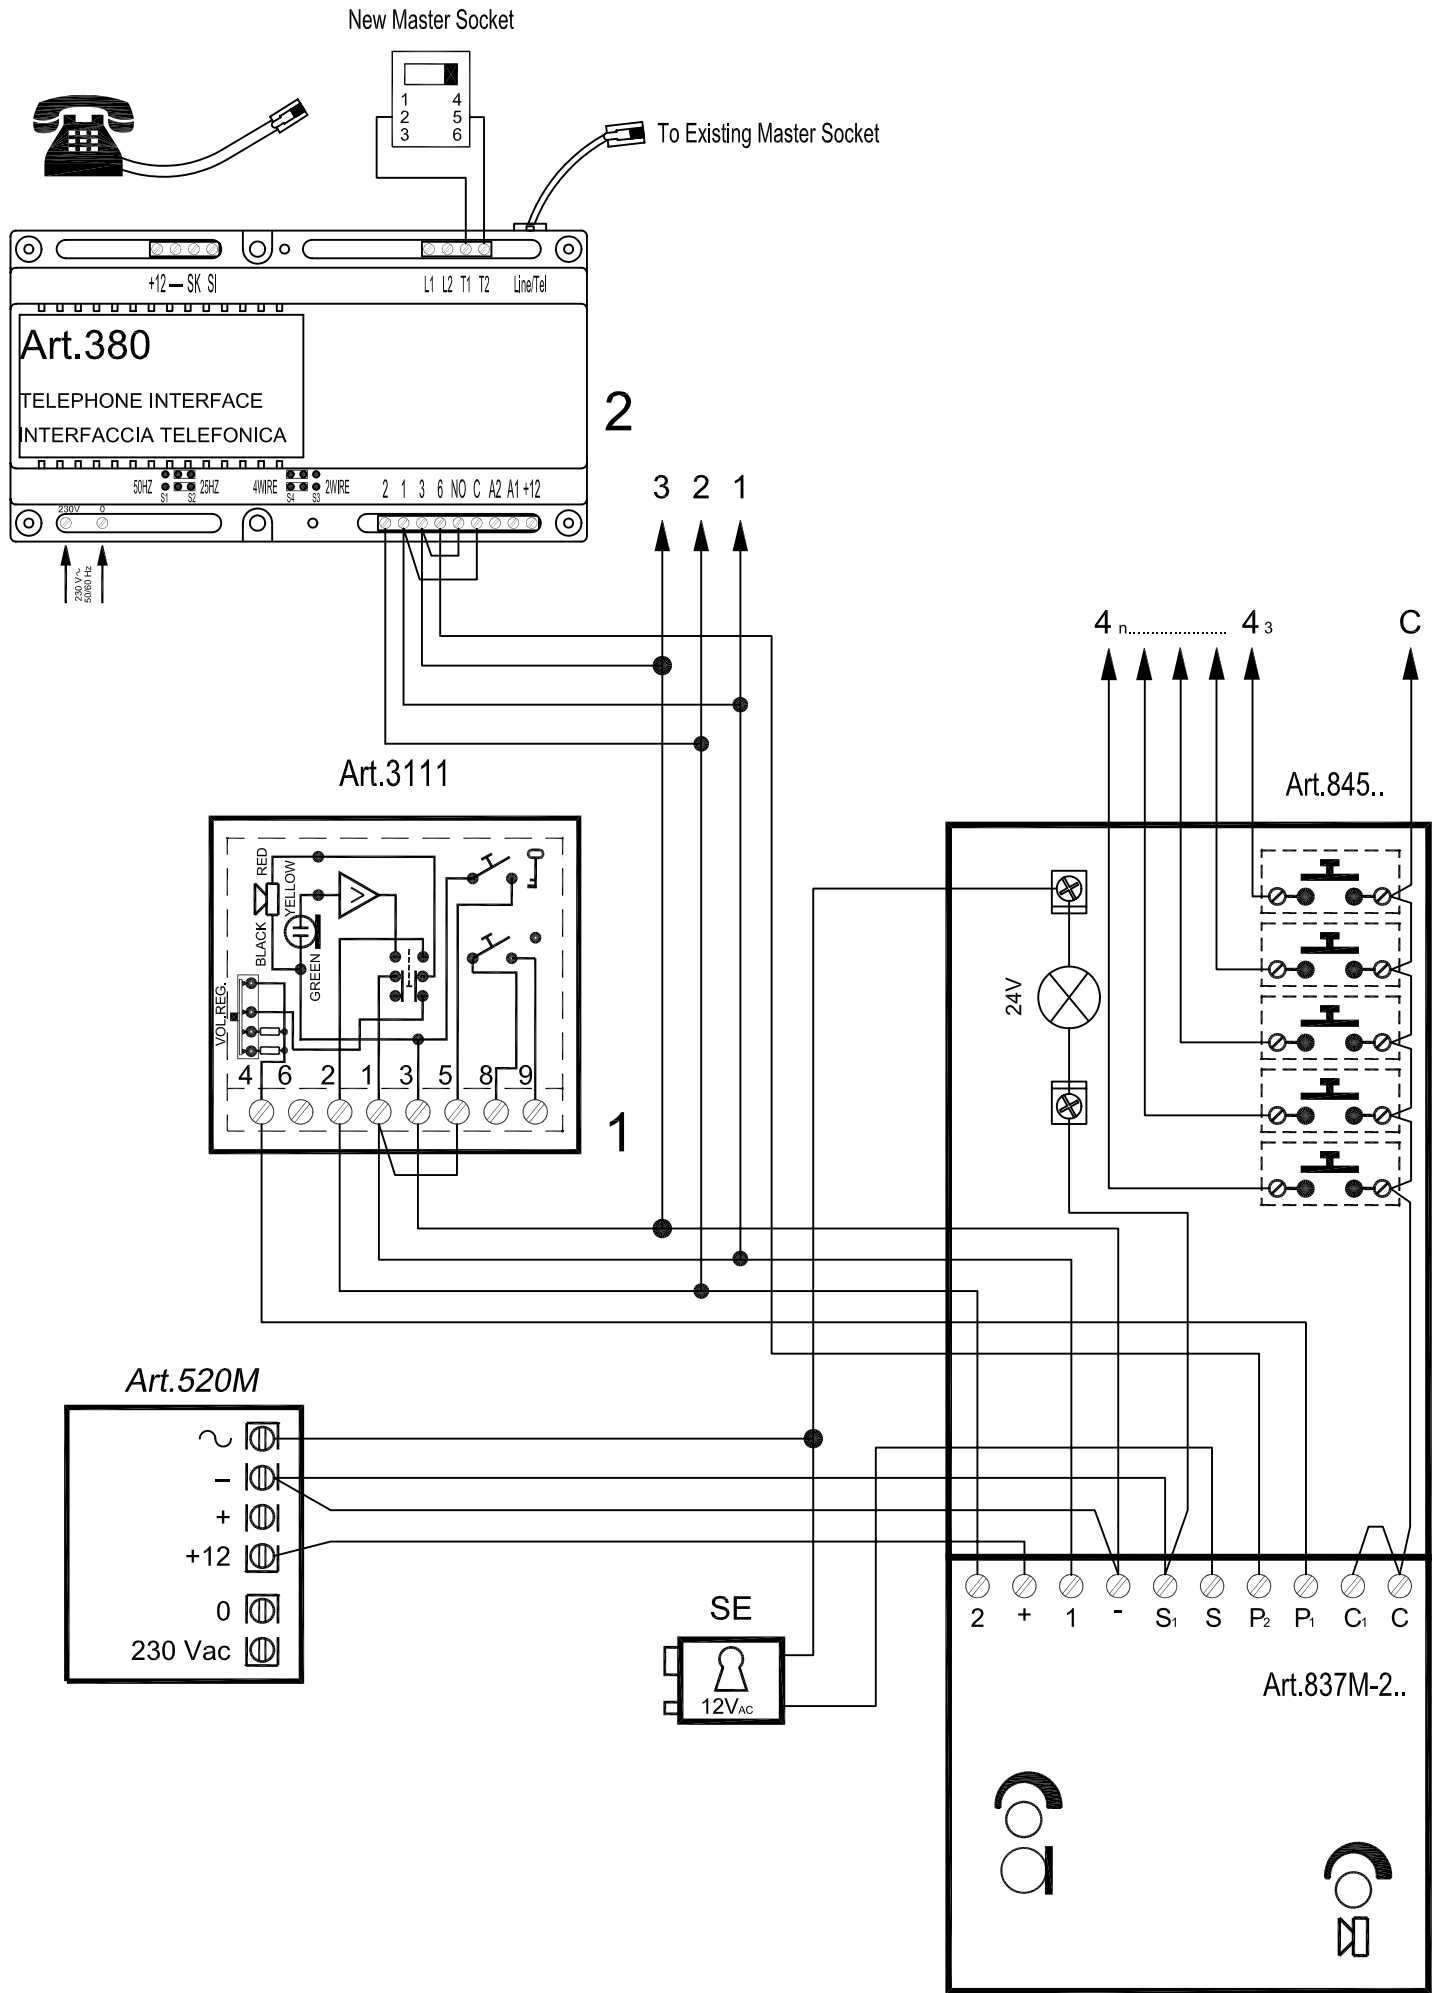 New Master Socket
1 4
2 5
3 6
To Existing Master Socket
+12 — SK SI
L1 L2 T1 T2 Line/Tel
Art.380
TELEPHONE INTERFACE
INTERFACCIA TELEFONICA
2
50HZ S1 S2 25HZ
4WIRE S4 S3 2WIRE
2 1 3 6 NO C A2 A1 +12
230V 0
230 V~
50/60 Hz
3 2 1
4 n.................... 4 3 C
Art.3111
Art.845..
RED
BLACK
YELLOW
GREEN
VOL.REG.
4 6 2 1 3 5 8 9
1
24V
Art.520M
~
–
+
+12
0
230 Vac
SE
12VAC
2 + 1 - S1 S P2 P1 C1 C
Art.837M-2..